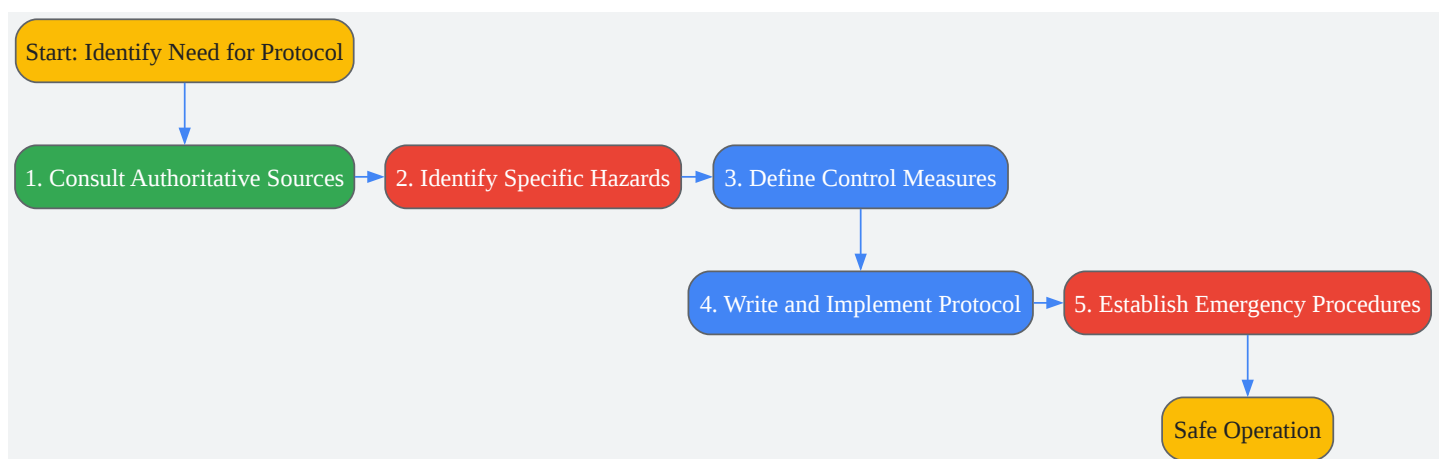 Start: Identify Need for Protocol
1. Consult Authoritative Sources
2. Identify Specific Hazards
3. Define Control Measures
4. Write and Implement Protocol
5. Establish Emergency Procedures
Safe Operation